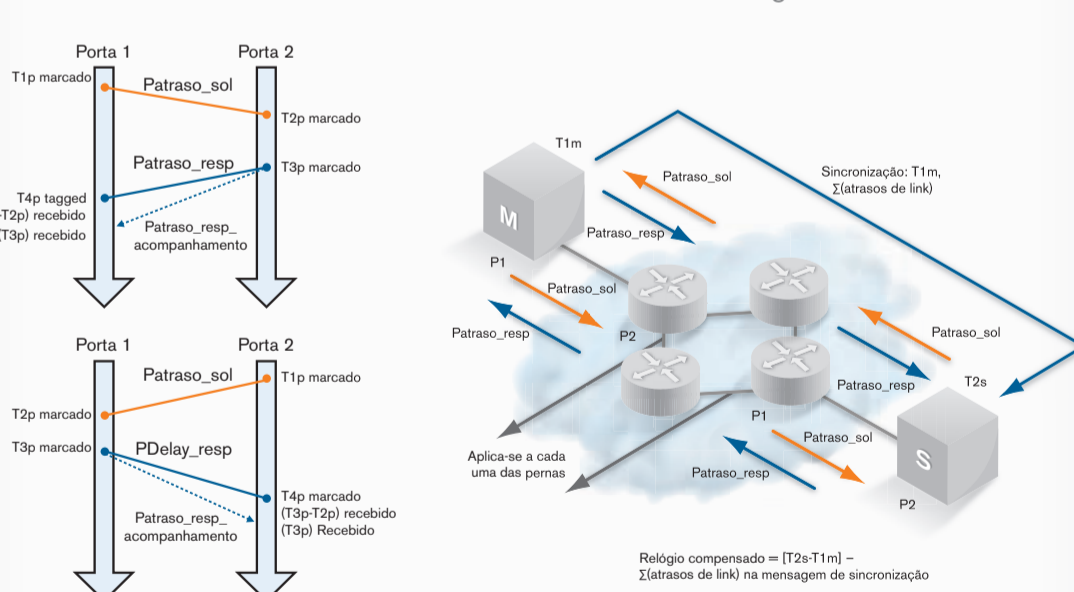 Porta 1
Porta 2
T1p marcado
Patraso_sol
T2p marcado
Patraso_resp
T3p marcado
T4p tagged
-T2p) recebido
(T3p) recebido
Patraso_resp_
acompanhamento
Porta 1
Porta 2
Patraso_sol
T1p marcado
T2p marcado
T3p marcado
PDelay_resp
T4p marcado
(T3p-T2p) recebido
(T3p) Recebido
Patraso_resp_
acompanhamento
T1m
M
Patraso_sol
Patraso_resp
Sincronização: T1m,
∑(atrasos de link)
P1
Patraso_sol
Patraso_resp
P2
Patraso_sol
Patraso_resp
T2s
S
P1
Patraso_sol
Patraso_resp
P2
Aplica-se a cada
uma das pernas
Relógio compensado = [T2s-T1m] –
∑(atrasos de link) na mensagem de sincronização